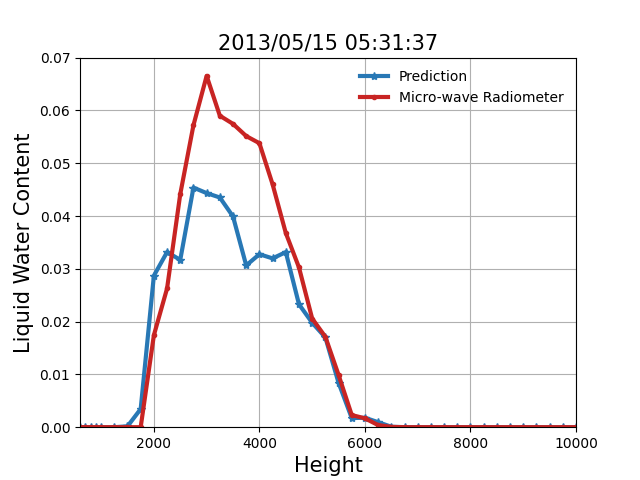 2013/05/15 05:31:37
0.07
0.06
0.05
0.04
0.03
0.02
0.01
0.00
Liquid Water Content
Prediction
Micro-wave Radiometer
2000 4000 6000 8000 10000
Height